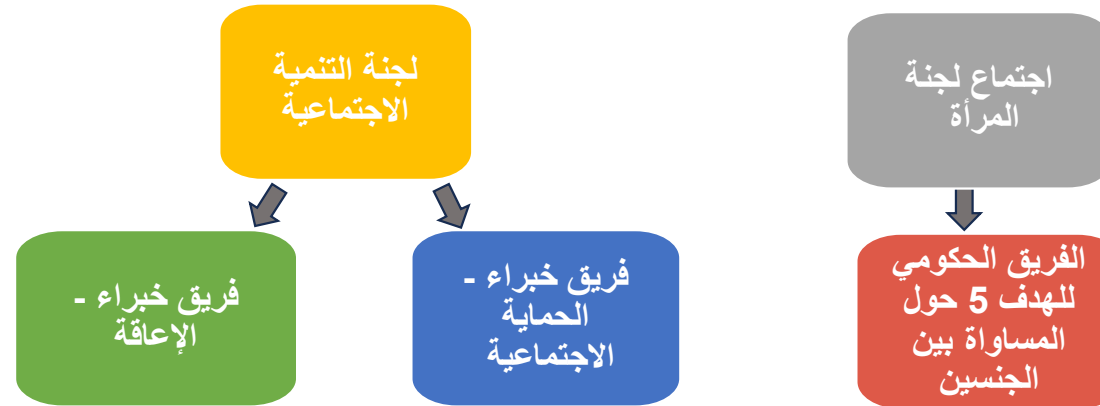 اجتماع لجنة
المرأة
لجنة التنمية
الاجتماعية
الفريق الحكومي
للهدف 5 حول
المساواة بين
الجنسين
فريق خبراء -
الحماية
الاجتماعية
فريق خبراء -
الإعاقة